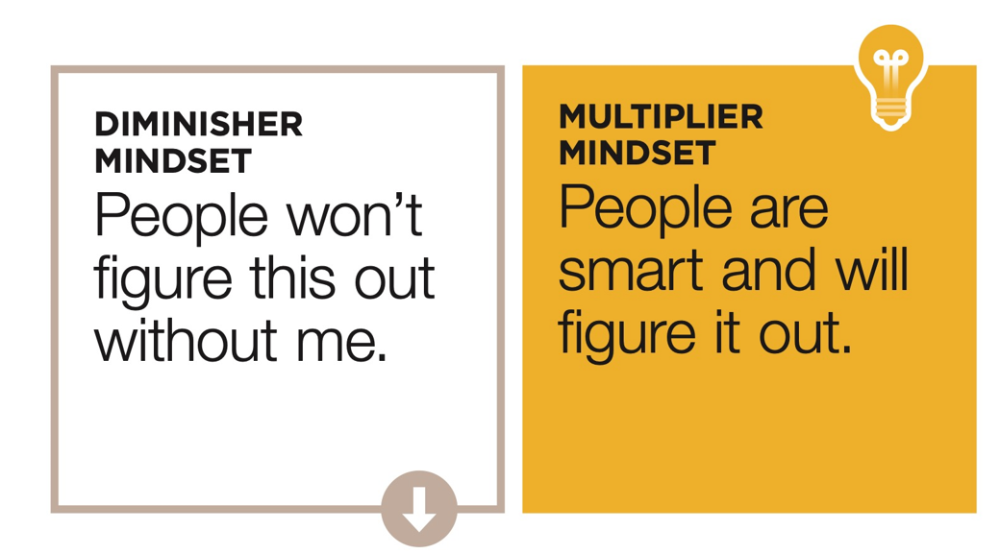 DIMINISHER
MINDSET
People won’t
figure this out
without me.
MULTIPLIER
MINDSET
People are
smart and will
figure it out.